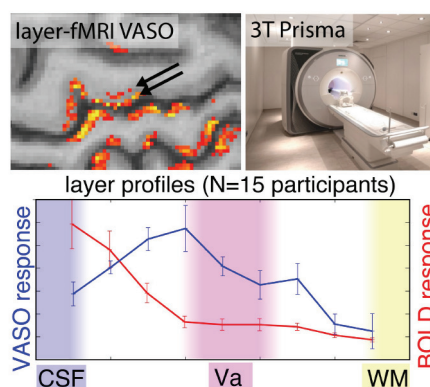 layer-fMRI VASO
3T Prisma
layer profiles (N=15 participants)
VASO response
BOLD response
CSF
Va
WM